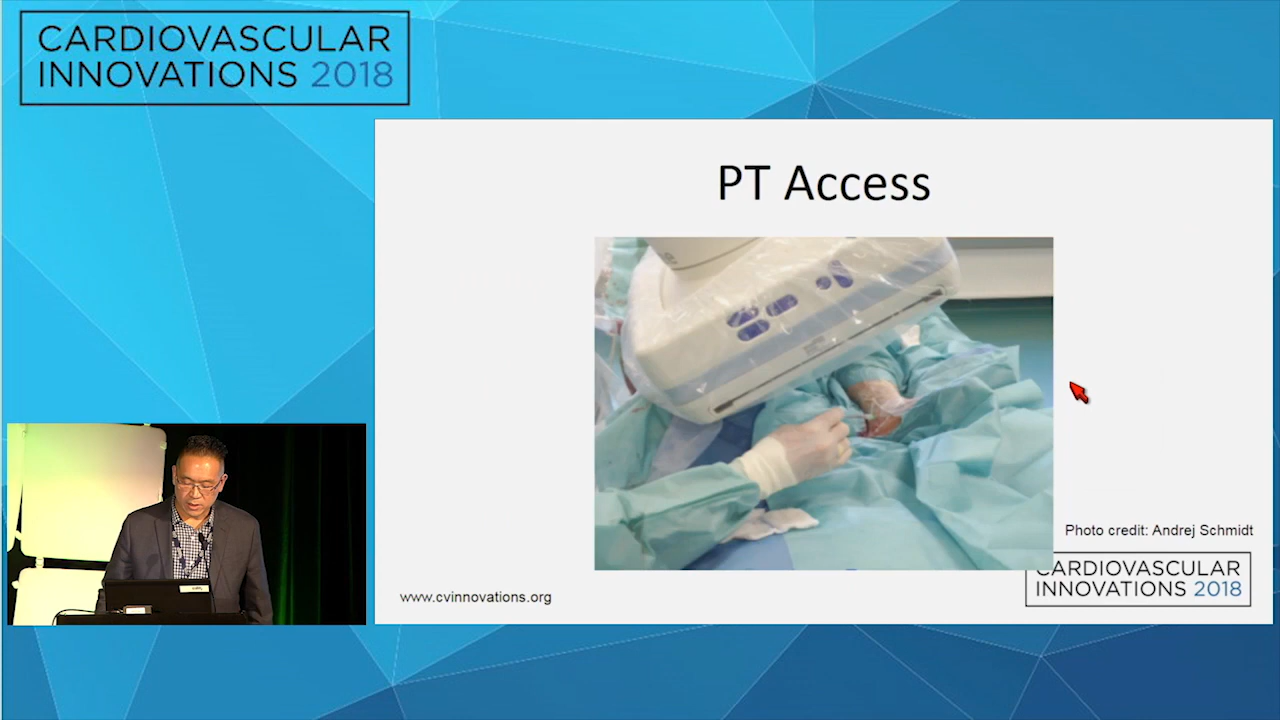 CARDIOVASCULAR
INNOVATIONS 2018
PT Access
Photo credit: Andrej Schmidt
CARDIOVASCULAR
INNOVATIONS 2018
www.cvinnovations.org